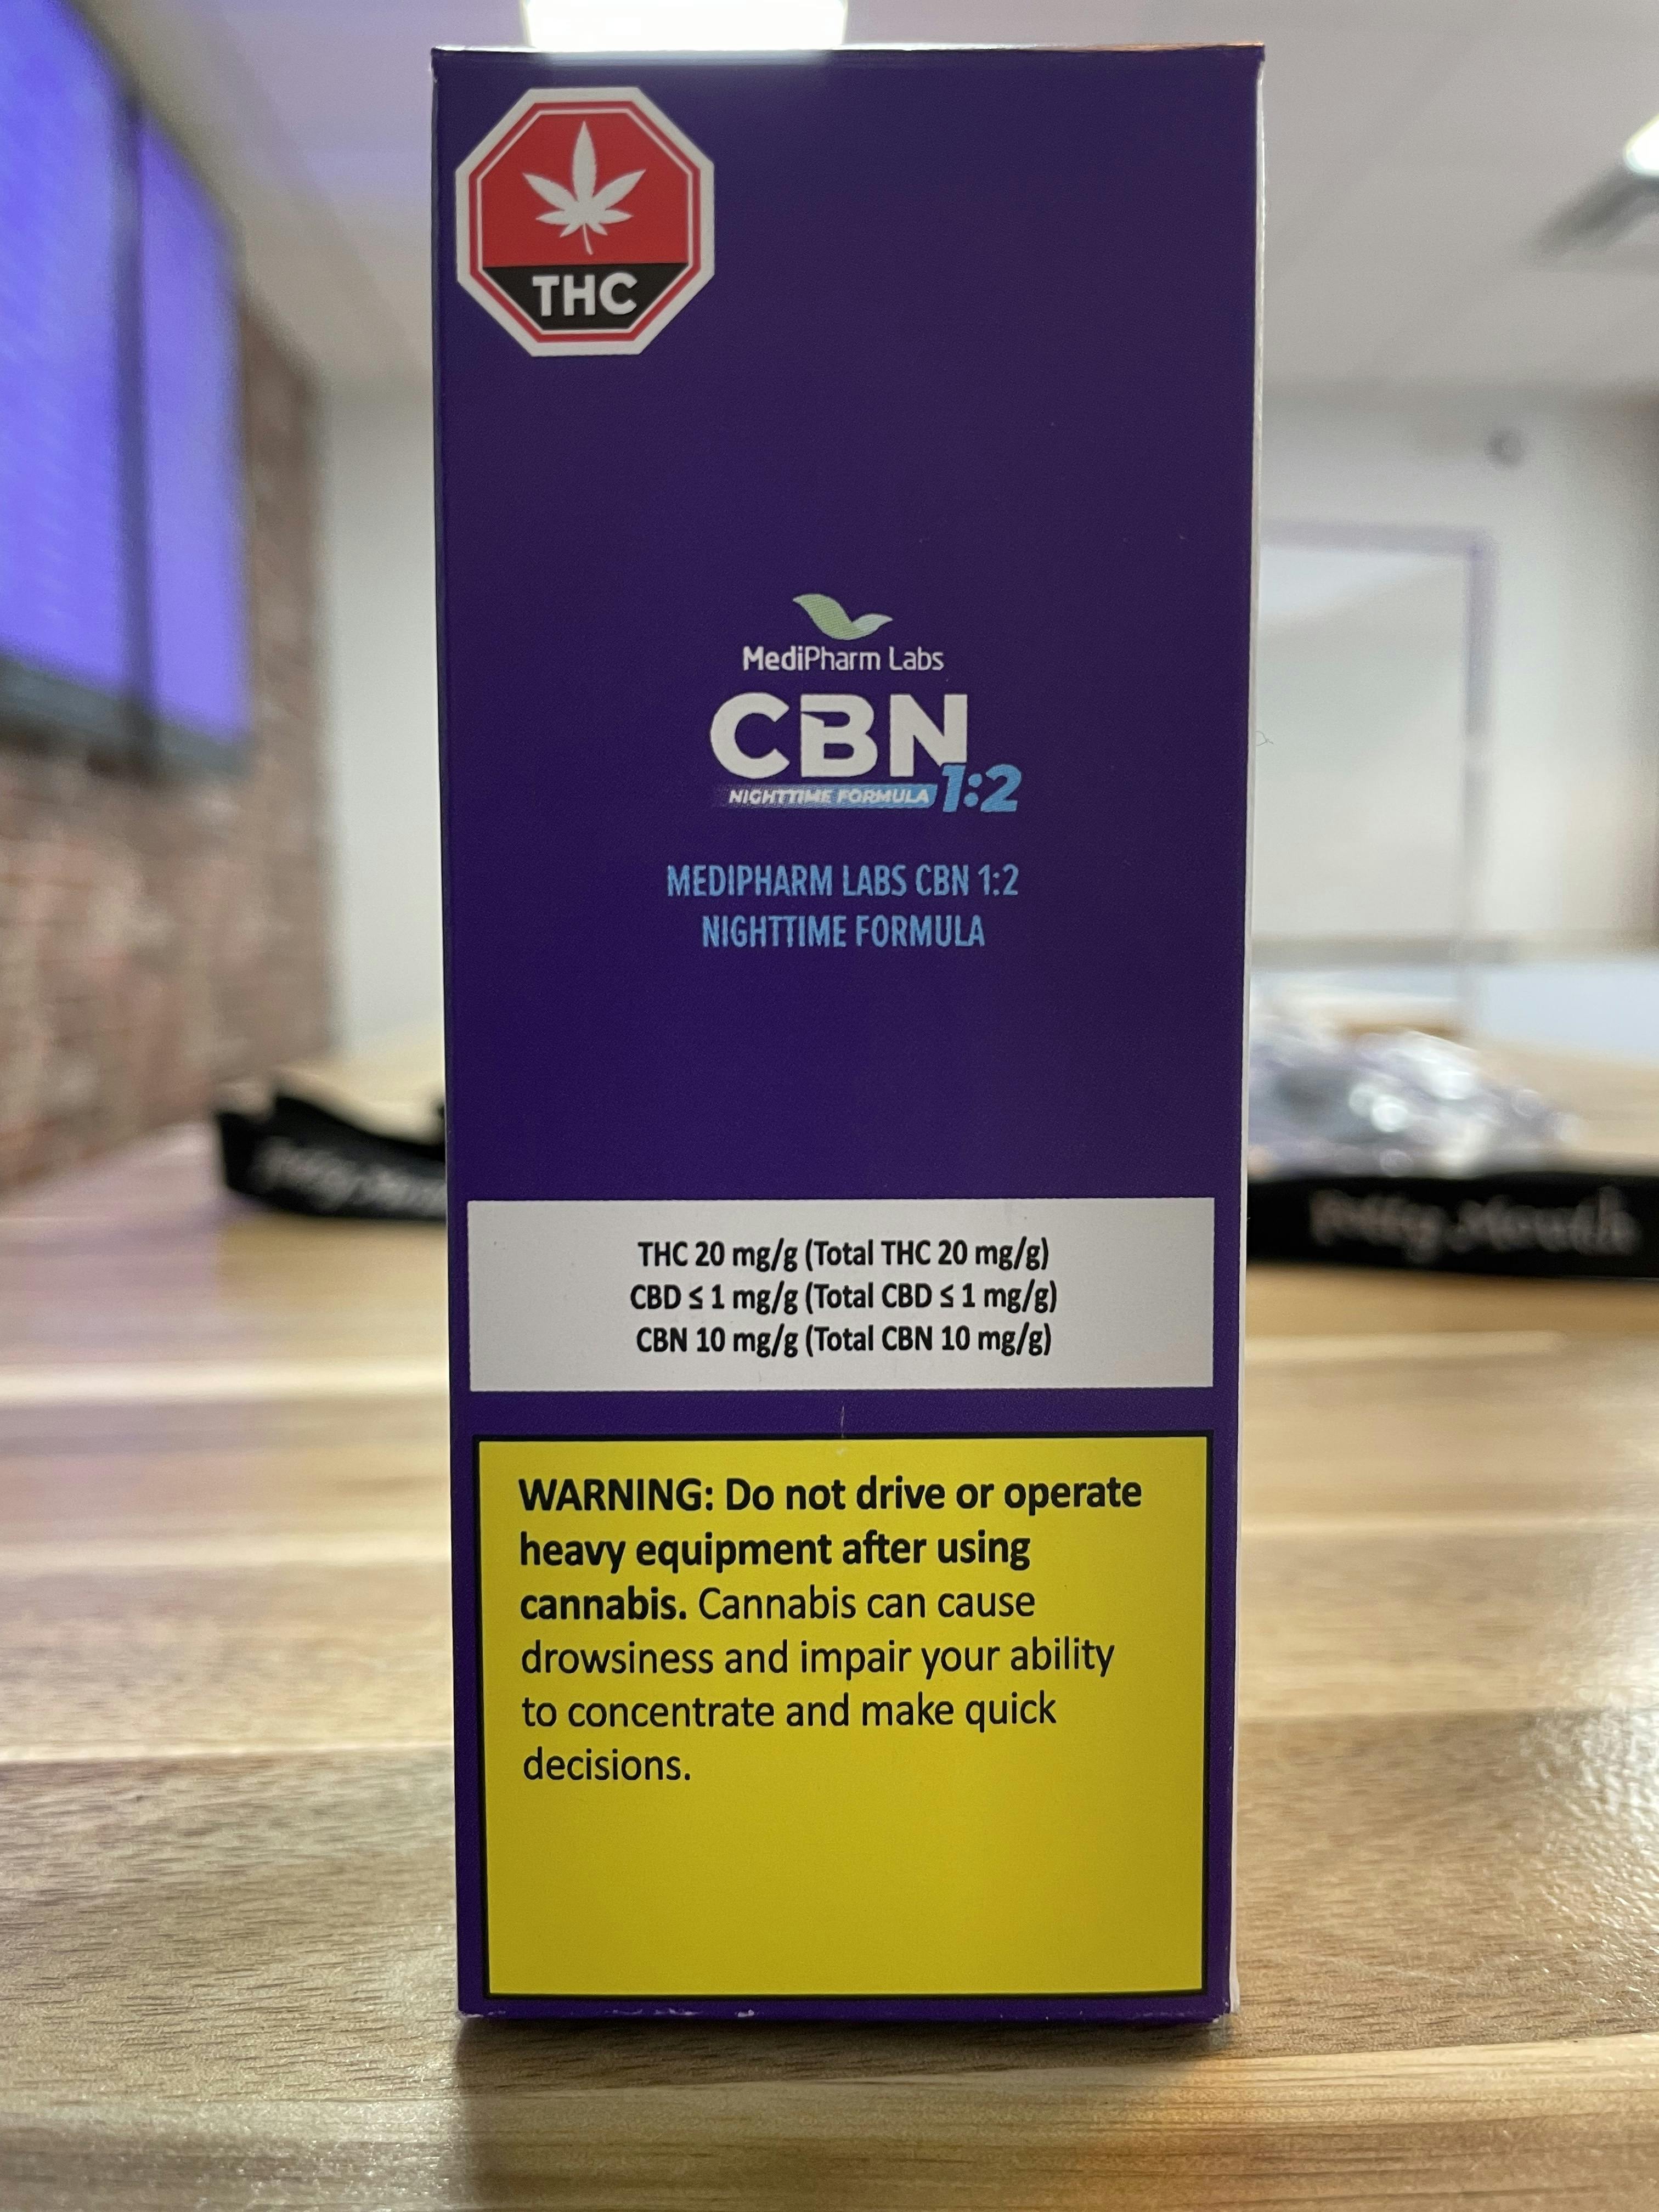 THC
MediPharm Labs
CBN
NIGHTTIME FORMULA 1:2
MEDIPHARM LABS CBN 1:2
NIGHTTIME FORMULA
THC 20 mg/g (Total THC 20 mg/g)
CBD ≤ 1 mg/g (Total CBD ≤ 1 mg/g)
CBN 10 mg/g (Total CBN 10 mg/g)
WARNING: Do not drive or operate
heavy equipment after using
cannabis. Cannabis can cause
drowsiness and impair your ability
to concentrate and make quick
decisions.